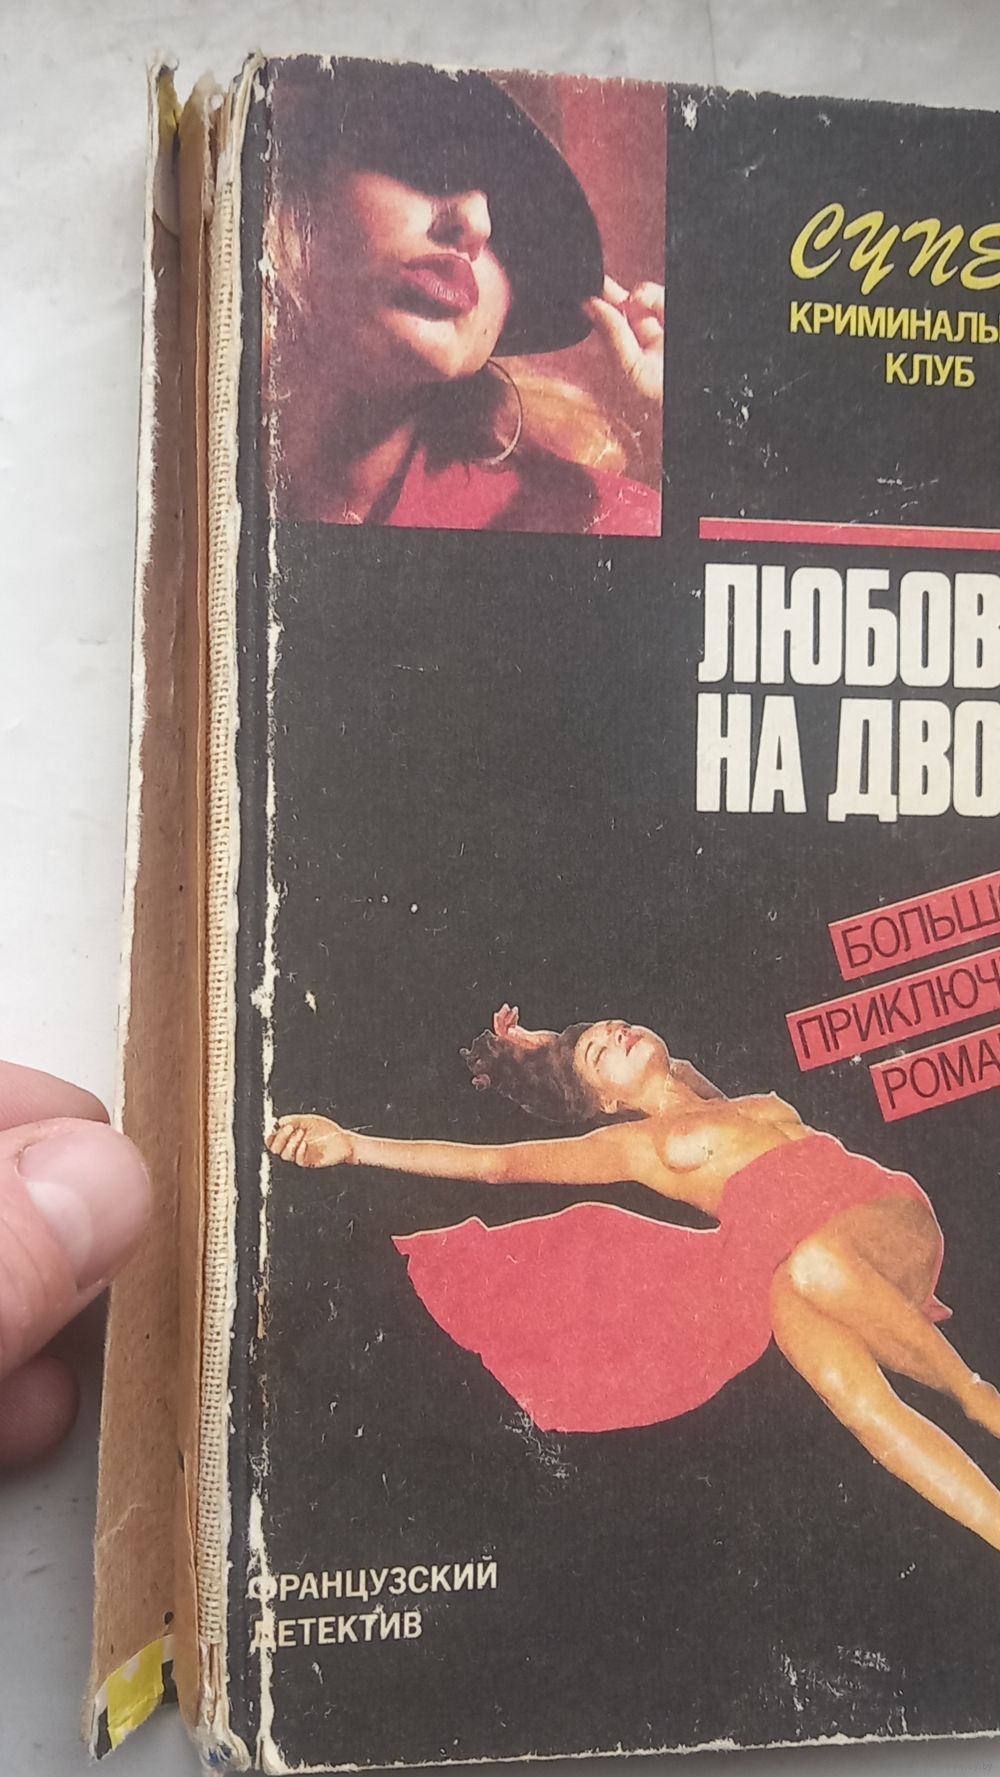 СУПЕ
КРИМИНАЛЬ
КЛУБ
ЛЮБОВ
НА ДВО
БОЛЬШ
ПРИКЛЮЧ
РОМА
ФРАНЦУЗСКИЙ
ДЕТЕКТИВ